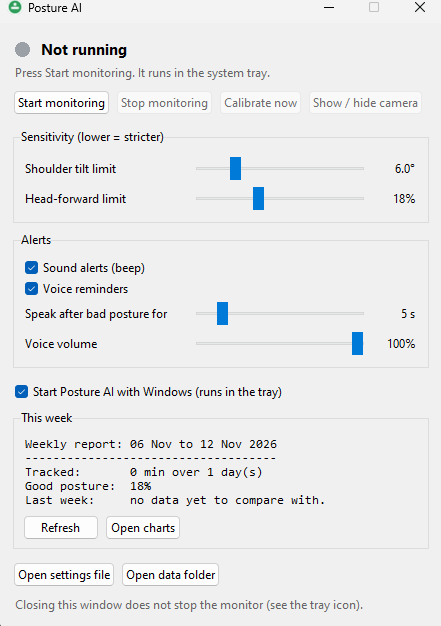 Posture AI
Not running
Press Start monitoring. It runs in the system tray.
Start monitoring Stop monitoring Calibrate now Show / hide camera
Sensitivity (lower = stricter)
Shoulder tilt limit 6.0°
Head-forward limit 18%
Alerts
Sound alerts (beep)
Voice reminders
Speak after bad posture for 5 s
Voice volume 100%
Start Posture AI with Windows (runs in the tray)
This week
Weekly report: 06 Nov to 12 Nov 2026
------------------------------------
Tracked: 0 min over 1 day(s)
Good posture: 18%
Last week: no data yet to compare with.
Refresh Open charts
Open settings file Open data folder
Closing this window does not stop the monitor (see the tray icon).